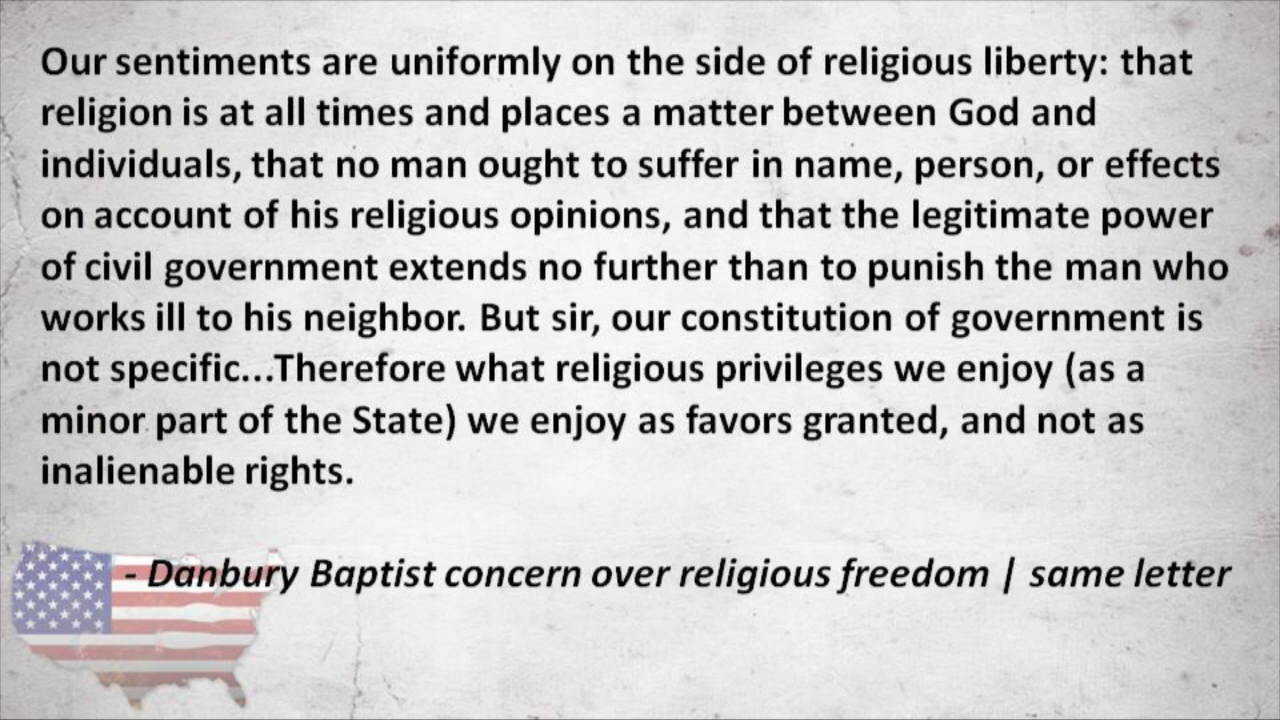 Our sentiments are uniformly on the side of religious liberty: that
religion is at all times and places a matter between God and
individuals, that no man ought to suffer in name, person, or effects
on account of his religious opinions, and that the legitimate power
of civil government extends no further than to punish the man who
works ill to his neighbor. But sir, our constitution of government is
not specific...Therefore what religious privileges we enjoy (as a
minor part of the State) we enjoy as favors granted, and not as
inalienable rights.
- Danbury Baptist concern over religious freedom | same letter